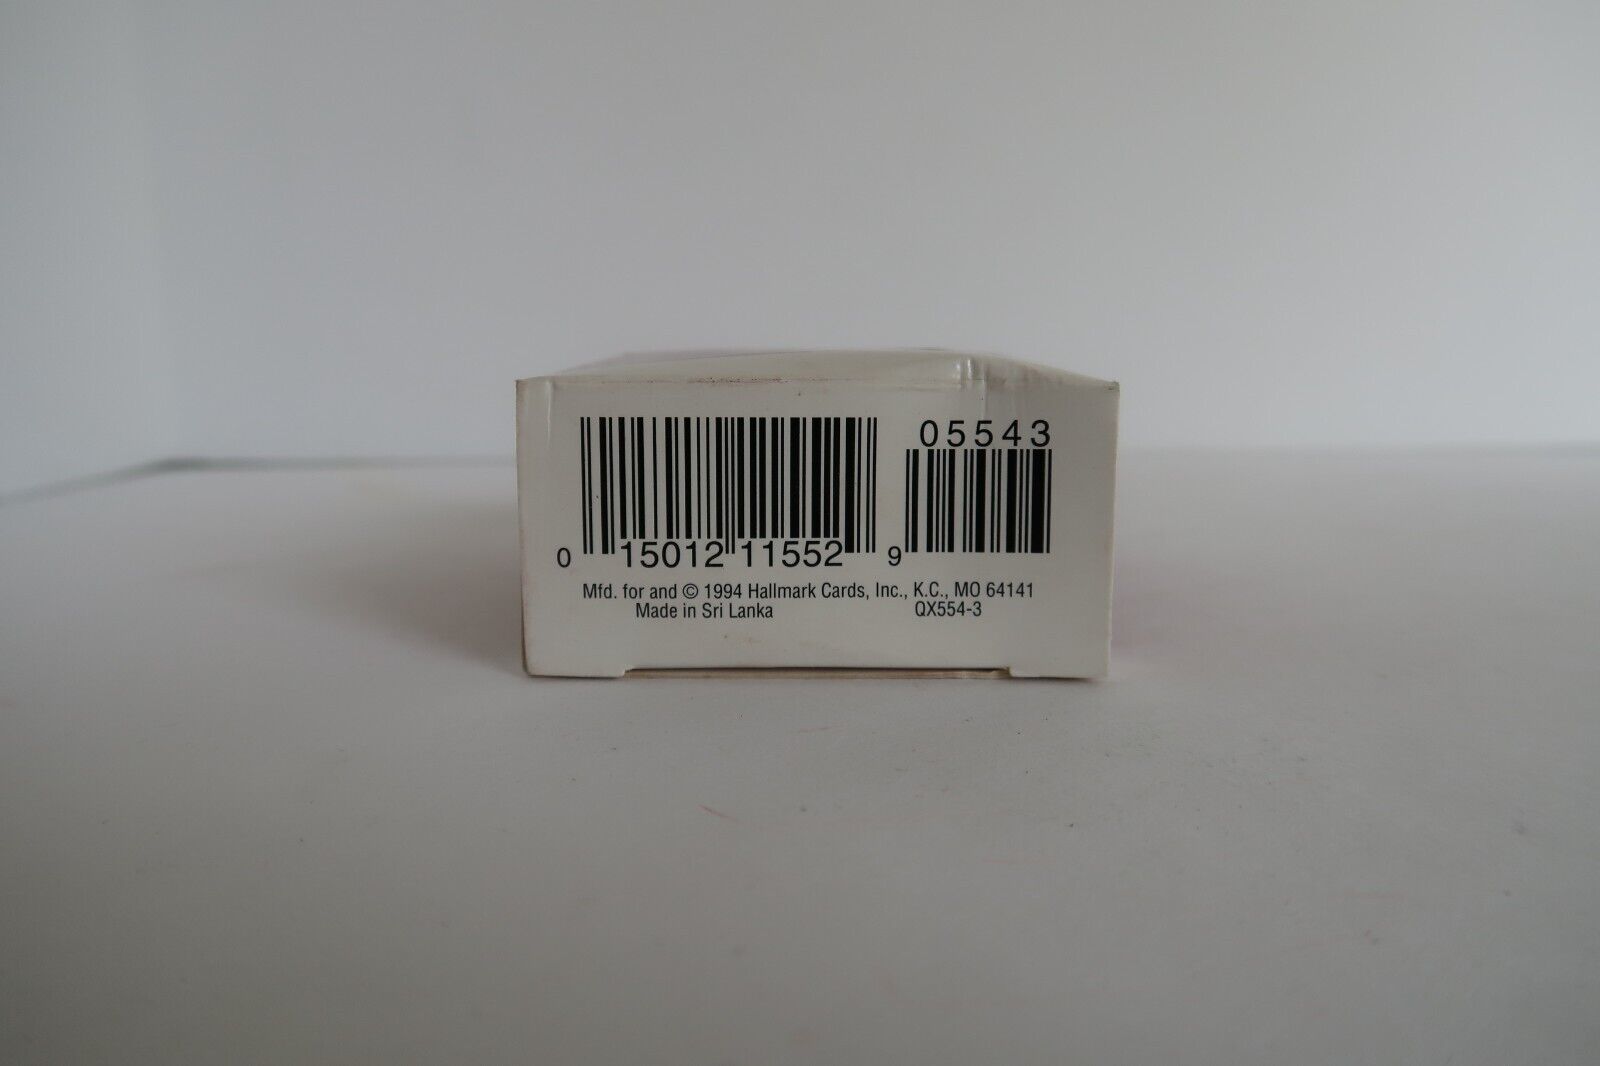 05543
0 15012 11552 9
Mfd. for and © 1994 Hallmark Cards, Inc., K.C., MO 64141
Made in Sri Lanka QX554-3